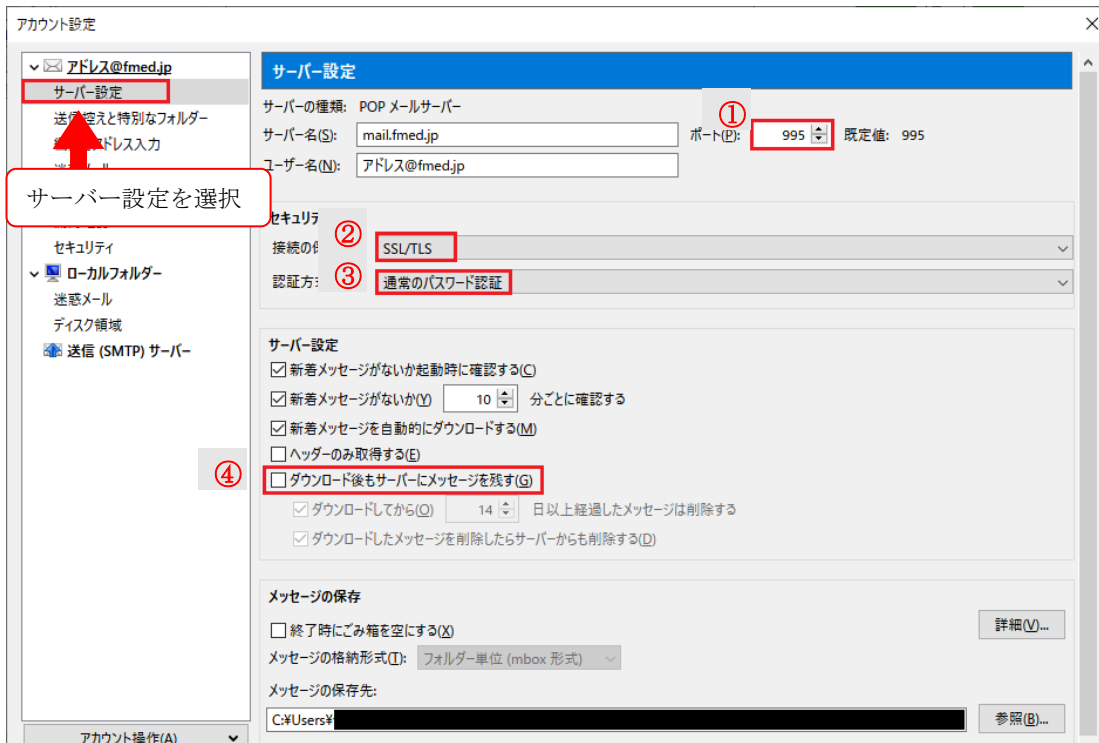 アカウント設定
アドレス@fmed.jp
サーバー設定
送信控えと特別なフォルダー
アドレス入力
サーバー設定を選択
セキュリティ
ローカルフォルダー
迷惑メール
ディスク領域
送信 (SMTP) サーバー
アカウント操作(A)
サーバー設定
サーバーの種類: POP メールサーバー
①
サーバー名(S): mail.fmed.jp ポート(P): 995 既定値: 995
ユーザー名(N): アドレス@fmed.jp
セキュリテ
接続の ② SSL/TLS
認証方 ③ 通常のパスワード認証
サーバー設定
新着メッセージがないか起動時に確認する(C)
新着メッセージがないか(Y) 10 分ごとに確認する
新着メッセージを自動的にダウンロードする(M)
ヘッダーのみ取得する(E)
④ ダウンロード後もサーバーにメッセージを残す(G)
ダウンロードしてから(O) 14 日以上経過したメッセージは削除する
ダウンロードしたメッセージを削除したらサーバーからも削除する(D)
メッセージの保存
終了時にごみ箱を空にする(X) 詳細(V)...
メッセージの格納形式(T): フォルダー単位 (mbox 形式)
メッセージの保存先:
C:¥Users¥ 参照(B)...